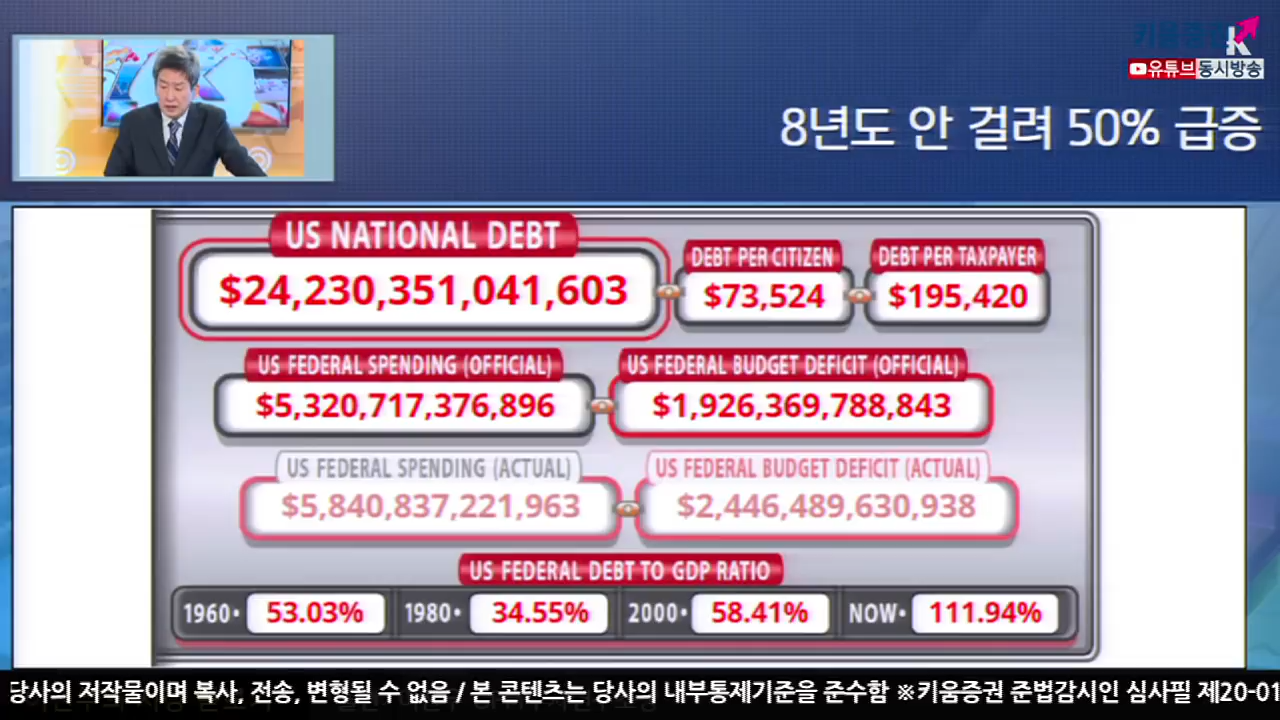 키움증권
유튜브 동시방송
8년도 안 걸려 50% 급증
US NATIONAL DEBT
$24,230,351,041,603
DEBT PER CITIZEN
$73,524
DEBT PER TAXPAYER
$195,420
US FEDERAL SPENDING (OFFICIAL)
$5,320,717,376,896
US FEDERAL BUDGET DEFICIT (OFFICIAL)
$1,926,369,788,843
US FEDERAL SPENDING (ACTUAL)
$5,840,837,221,963
US FEDERAL BUDGET DEFICIT (ACTUAL)
$2,446,489,630,938
US FEDERAL DEBT TO GDP RATIO
1960• 53.03% 1980• 34.55% 2000• 58.41% NOW• 111.94%
당사의 저작물이며 복사, 전송, 변형될 수 없음 / 본 콘텐츠는 당사의 내부통제기준을 준수함 ※키움증권 준법감시인 심사필 제20-01